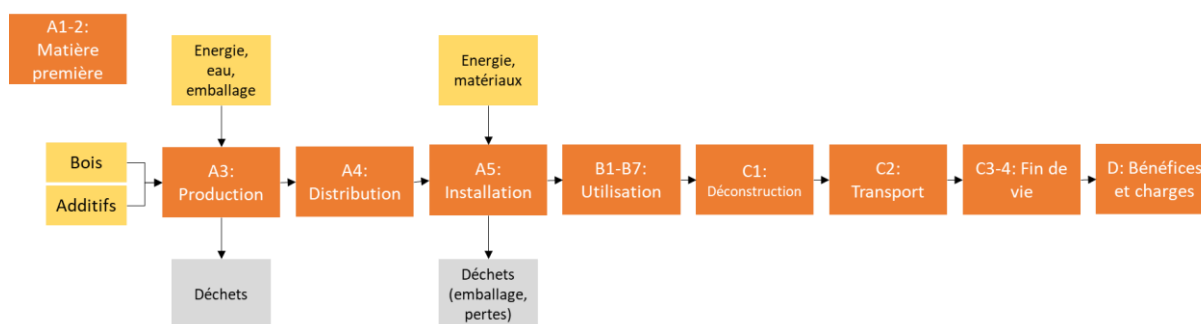 A1-2:
Matière
première
Energie,
eau,
emballage
Energie,
matériaux
Bois
Additifs
A3:
Production
A4:
Distribution
A5:
Installation
B1-B7:
Utilisation
C1:
Déconstruction
C2:
Transport
C3-4: Fin de
vie
D: Bénéfices
et charges
Déchets
Déchets
(emballage,
pertes)